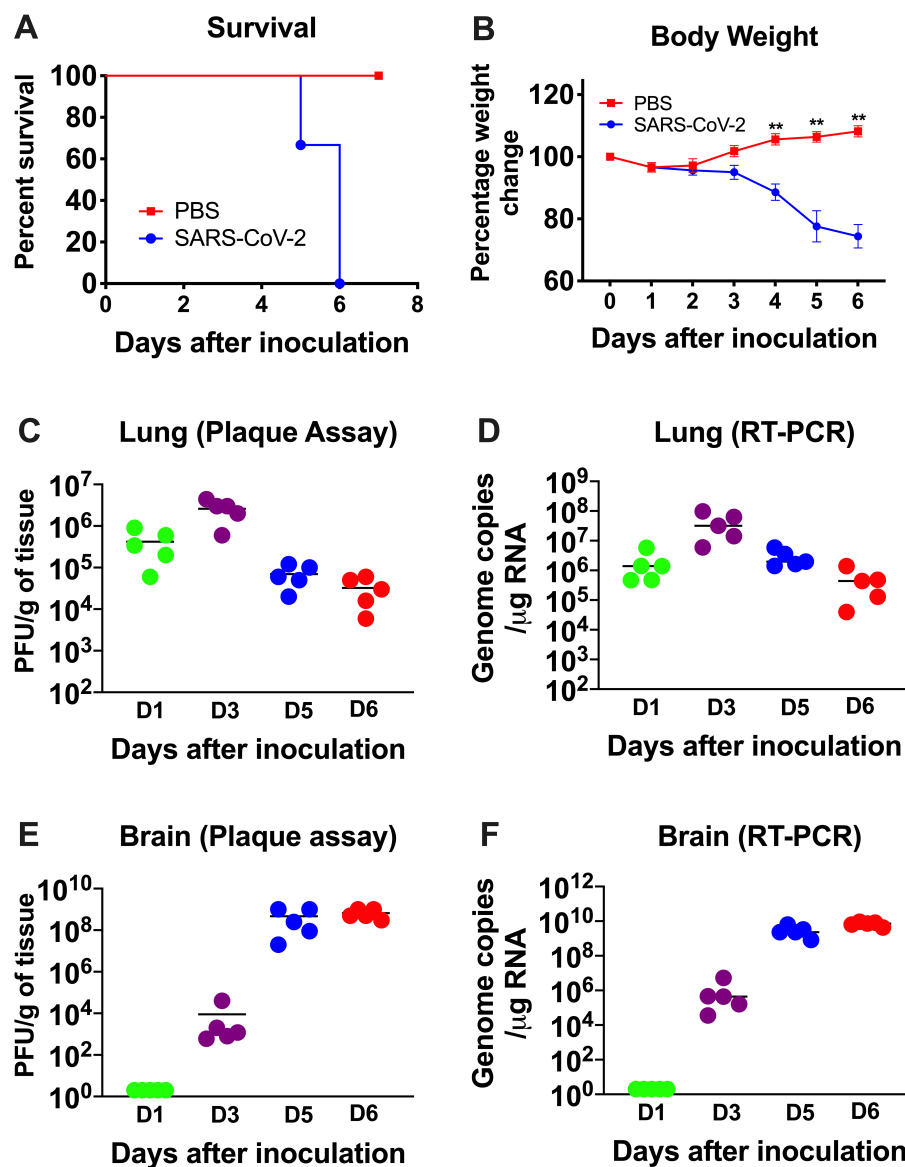 A
Survival
Percent survival
100
80
60
40
20
0
PBS
SARS-CoV-2
0 2 4 6 8
Days after inoculation
B
Body Weight
Percentage weight
change
120
100
80
60
PBS
SARS-CoV-2
** ** **
0 1 2 3 4 5 6
Days after inoculation
C
Lung (Plaque Assay)
PFU/g of tissue
10⁷
10⁶
10⁵
10⁴
10³
10²
D1 D3 D5 D6
Days after inoculation
D
Lung (RT-PCR)
Genome copies
/μg RNA
10⁹
10⁸
10⁷
10⁶
10⁵
10⁴
10³
10²
D1 D3 D5 D6
Days after inoculation
E
Brain (Plaque assay)
PFU/g of tissue
10¹⁰
10⁸
10⁶
10⁴
10²
10⁰
D1 D3 D5 D6
Days after inoculation
F
Brain (RT-PCR)
Genome copies
/μg RNA
10¹²
10¹⁰
10⁸
10⁶
10⁴
10²
10⁰
D1 D3 D5 D6
Days after inoculation